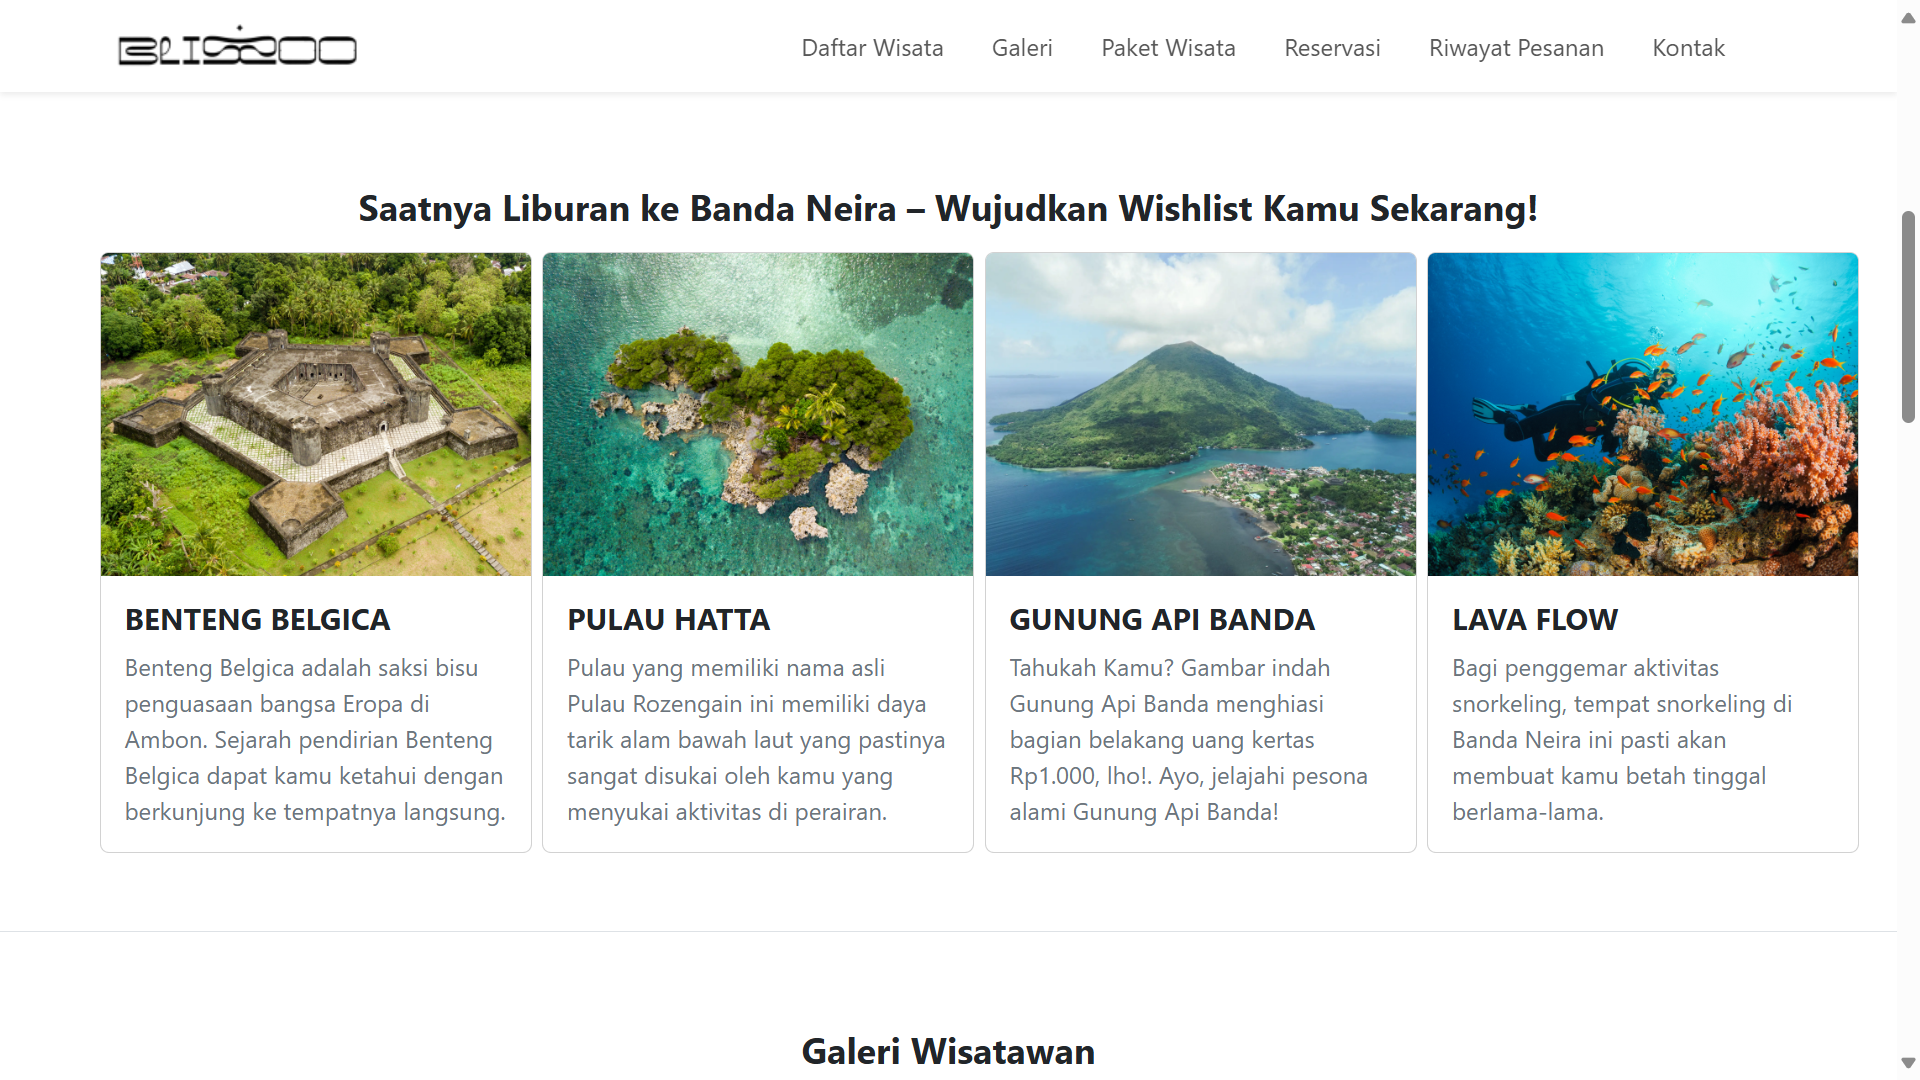 Daftar Wisata Galeri Paket Wisata Reservasi Riwayat Pesanan Kontak
Saatnya Liburan ke Banda Neira – Wujudkan Wishlist Kamu Sekarang!
BENTENG BELGICA
Benteng Belgica adalah saksi bisu
penguasaan bangsa Eropa di
Ambon. Sejarah pendirian Benteng
Belgica dapat kamu ketahui dengan
berkunjung ke tempatnya langsung.
PULAU HATTA
Pulau yang memiliki nama asli
Pulau Rozengain ini memiliki daya
tarik alam bawah laut yang pastinya
sangat disukai oleh kamu yang
menyukai aktivitas di perairan.
GUNUNG API BANDA
Tahukah Kamu? Gambar indah
Gunung Api Banda menghiasi
bagian belakang uang kertas
Rp1.000, lho!. Ayo, jelajahi pesona
alami Gunung Api Banda!
LAVA FLOW
Bagi penggemar aktivitas
snorkeling, tempat snorkeling di
Banda Neira ini pasti akan
membuat kamu betah tinggal
berlama-lama.
Galeri Wisatawan